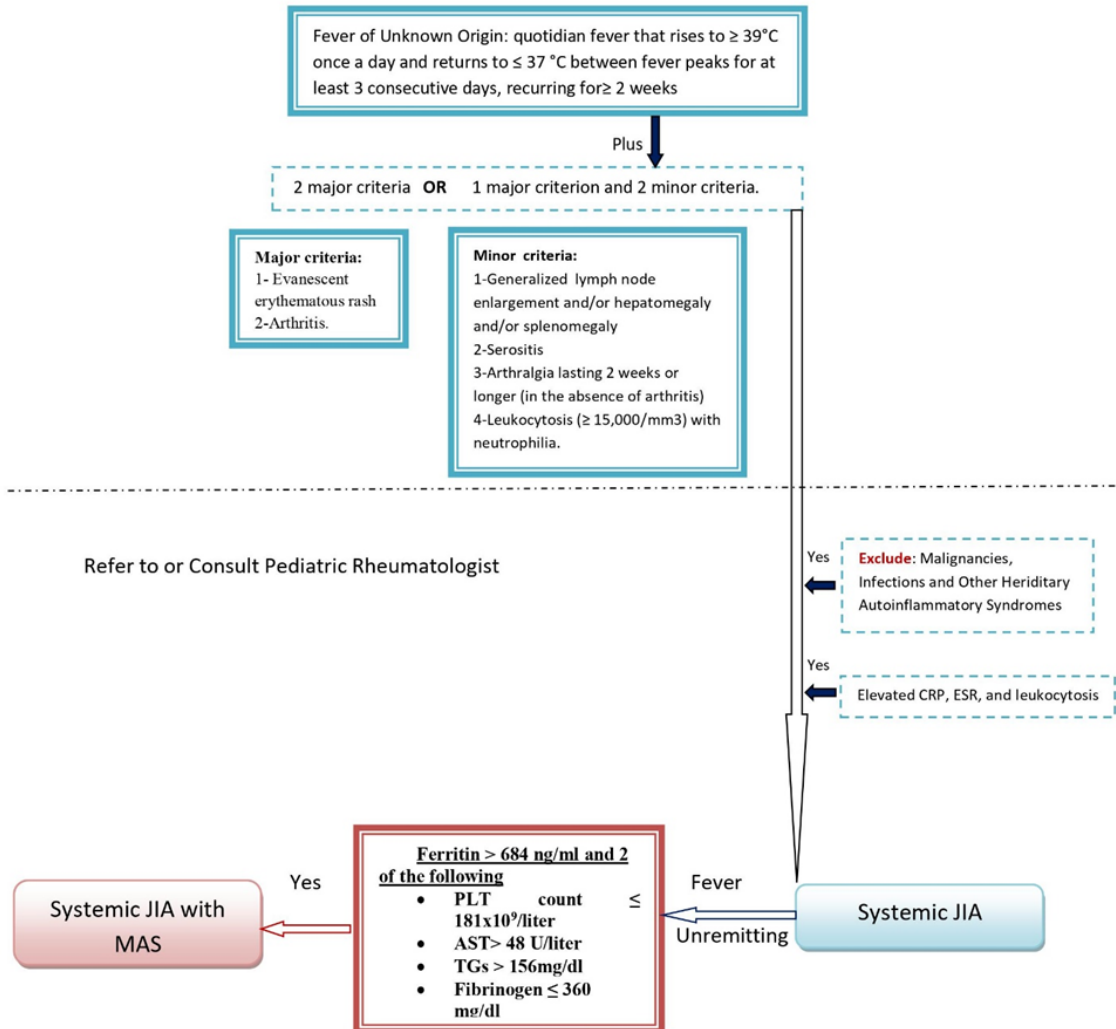 Fever of Unknown Origin: quotidian fever that rises to ≥ 39°C
once a day and returns to ≤ 37 °C between fever peaks for at
least 3 consecutive days, recurring for≥ 2 weeks
Plus
2 major criteria OR 1 major criterion and 2 minor criteria.
Major criteria:
1- Evanescent
erythematous rash
2-Arthritis.
Minor criteria:
1-Generalized lymph node
enlargement and/or hepatomegaly
and/or splenomegaly
2-Serositis
3-Arthralgia lasting 2 weeks or
longer (in the absence of arthritis)
4-Leukocytosis (≥ 15,000/mm3) with
neutrophilia.
Refer to or Consult Pediatric Rheumatologist
Yes
Exclude: Malignancies,
Infections and Other Heriditary
Autoinflammatory Syndromes
Yes
Elevated CRP, ESR, and leukocytosis
Systemic JIA
Fever
Unremitting
Ferritin > 684 ng/ml and 2
of the following
• PLT count ≤
181x10⁹/liter
• AST> 48 U/liter
• TGs > 156mg/dl
• Fibrinogen ≤ 360
mg/dl
Yes
Systemic JIA with
MAS